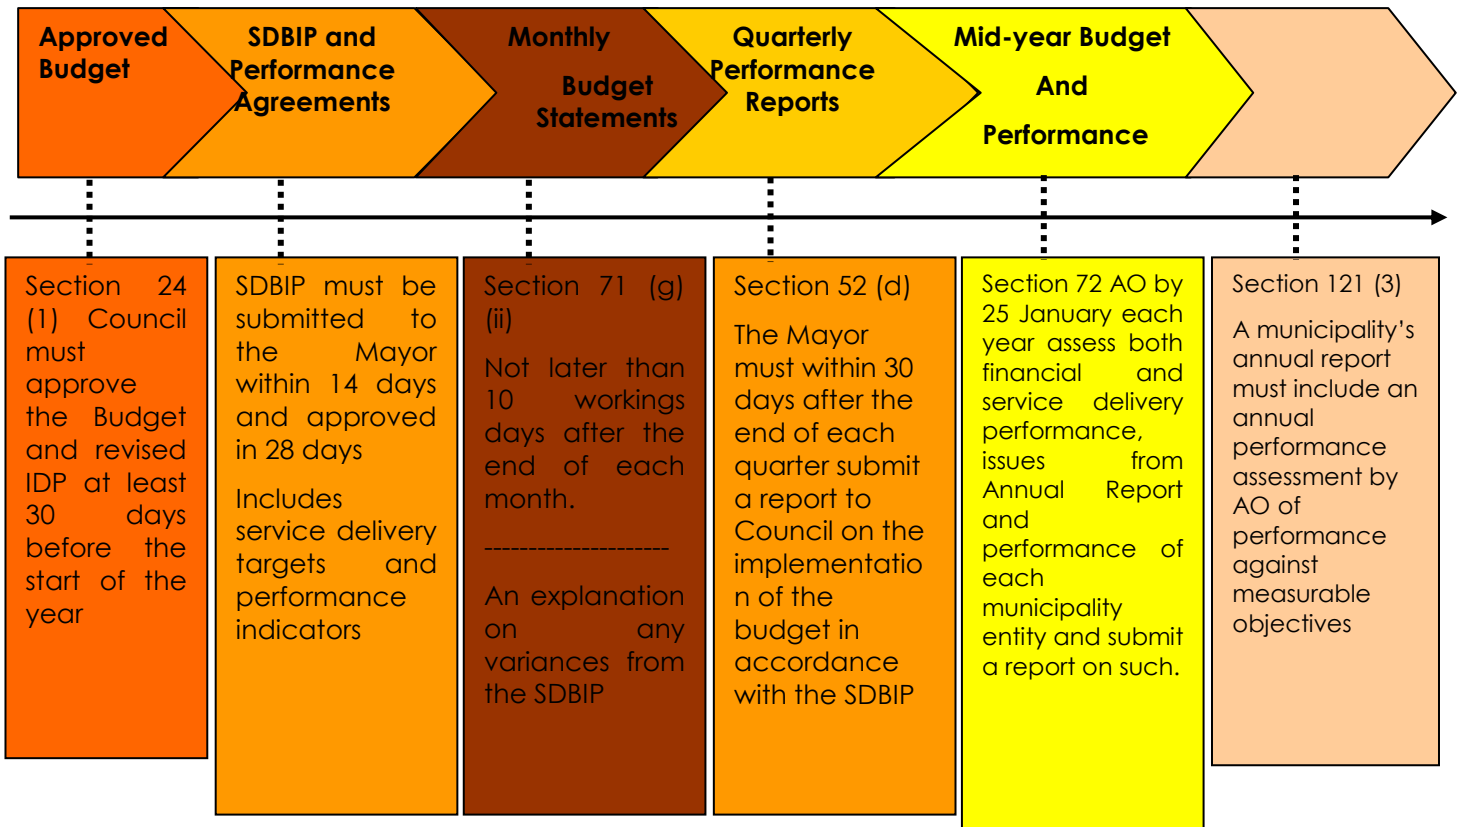 Approved
Budget
SDBIP and
Performance
Agreements
Monthly
Budget
Statements
Quarterly
Performance
Reports
Mid-year Budget
And
Performance
Section 24
(1) Council
must
approve
the Budget
and revised
IDP at least
30 days
before the
start of the
year
SDBIP must be
submitted to
the Mayor
within 14 days
and approved
in 28 days
Includes
service delivery
targets and
performance
indicators
Section 71 (g)
(ii)
Not later than
10 workings
days after the
end of each
month.
---------------------
An explanation
on any
variances from
the SDBIP
Section 52 (d)
The Mayor
must within 30
days after the
end of each
quarter submit
a report to
Council on the
implementatio
n of the
budget in
accordance
with the SDBIP
Section 72 AO by
25 January each
year assess both
financial and
service delivery
performance,
issues from
Annual Report
and
performance of
each
municipality
entity and submit
a report on such.
Section 121 (3)
A municipality’s
annual report
must include an
annual
performance
assessment by
AO of
performance
against
measurable
objectives